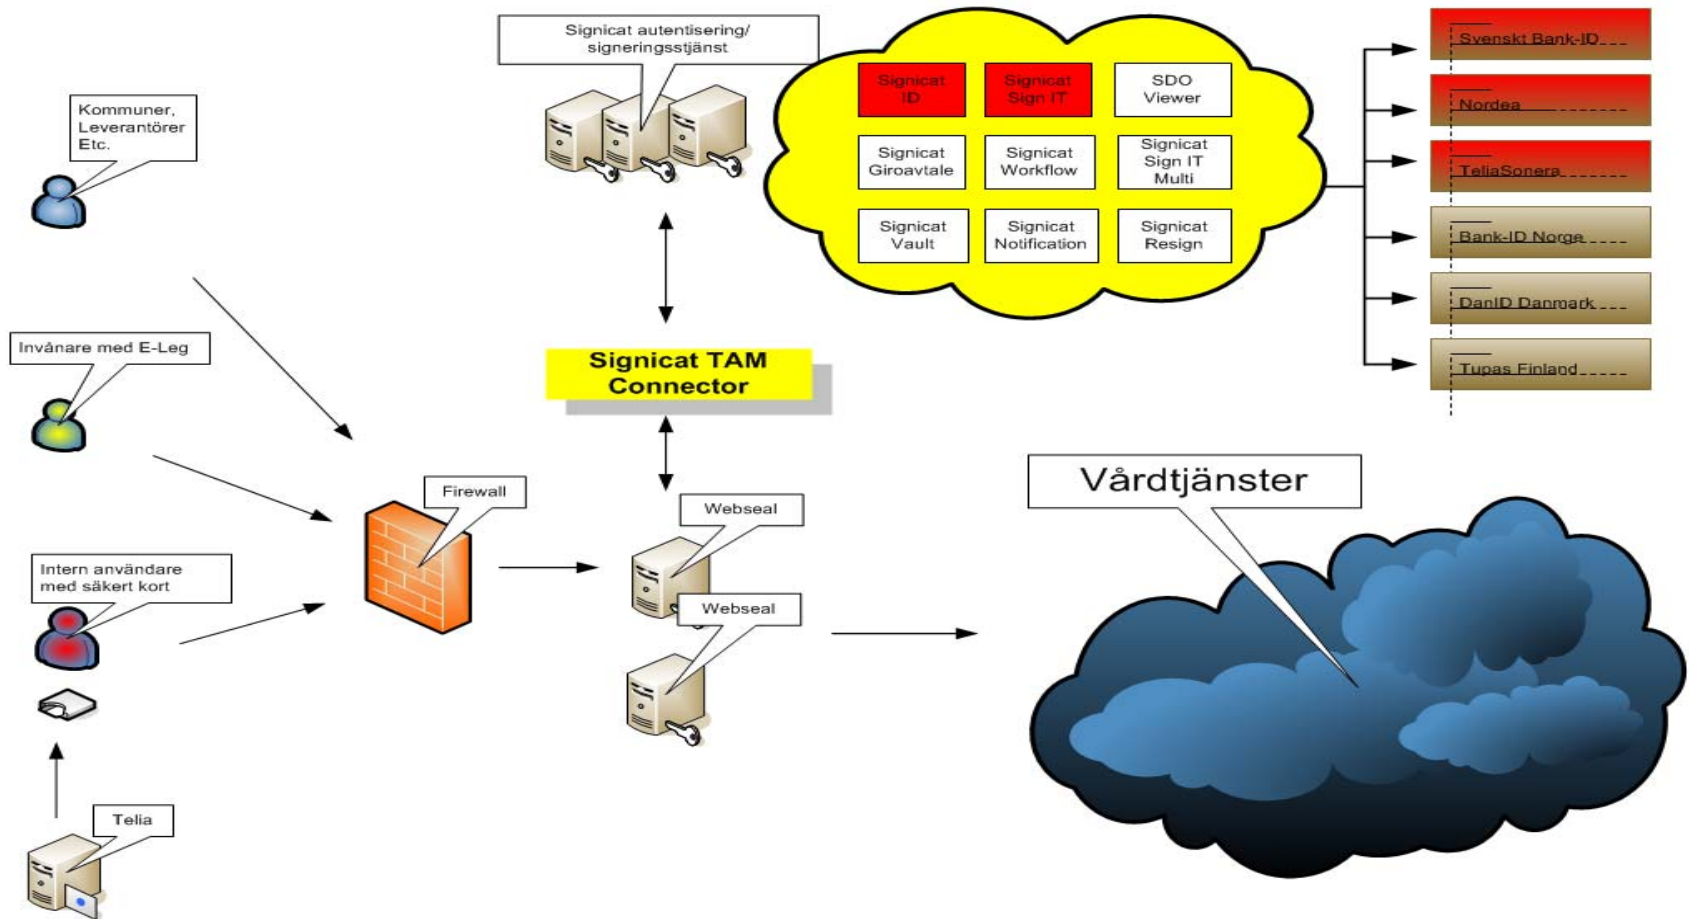 Signicat autentisering/
signeringsstjänst
Kommuner,
Leverantörer
Etc.
Signicat
ID
Signicat
Sign IT
SDO
Viewer
Signicat
Giroavtale
Signicat
Workflow
Signicat
Sign IT
Multi
Signicat
Vault
Signicat
Notification
Signicat
Resign
Svenskt Bank-ID
Nordea
TeliaSonera
Bank-ID Norge
DanID Danmark
Tupas Finland
Invånare med E-Leg
Signicat TAM
Connector
Firewall
Webseal
Vårdtjänster
Intern användare
med säkert kort
Webseal
Telia